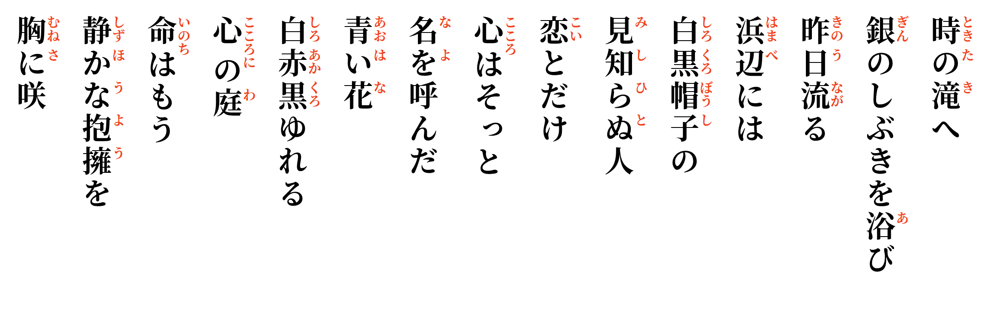 時の滝へ
銀のしぶきを浴び
昨日流る
浜辺には
白黒帽子の
見知らぬ人
恋とだけ
心はそっと
名を呼んだ
青い花
白赤黒ゆれる
心の庭
命はもう
静かな抱擁を
胸に咲